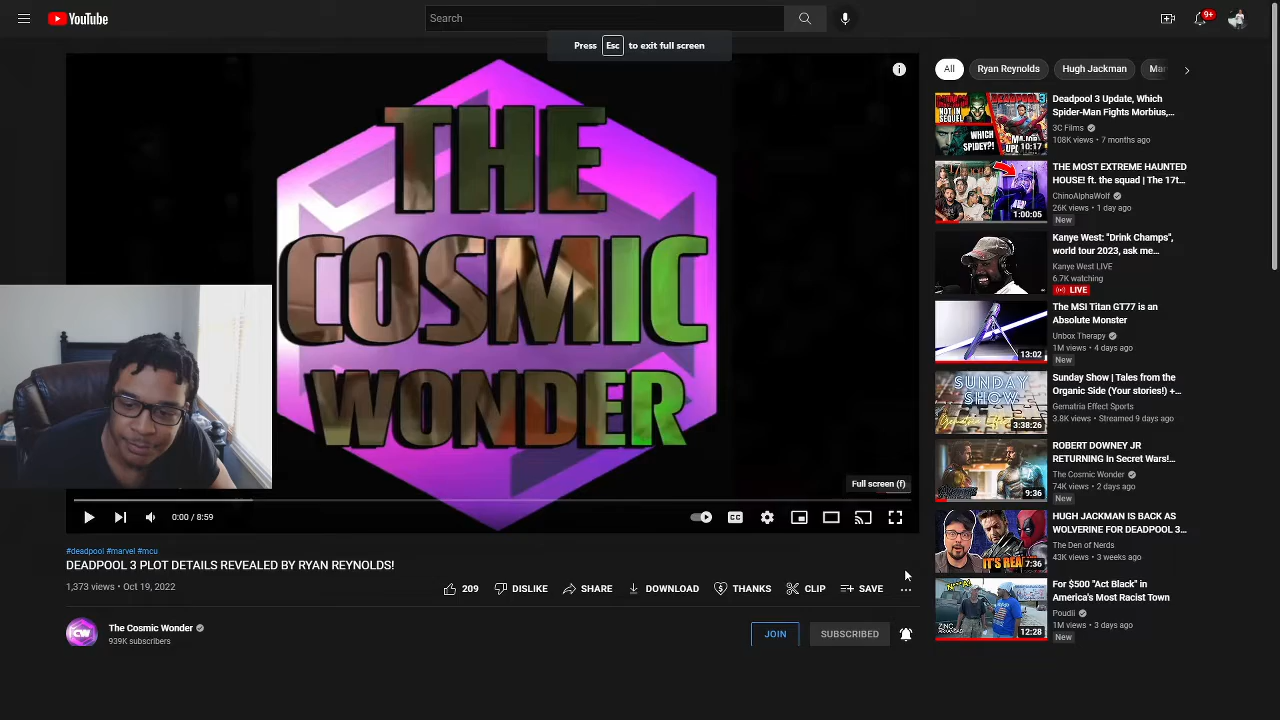 YouTube
Search
9+
Press Esc to exit full screen
THE
COSMIC
WONDER
Full screen (f)
0:00 / 8:59
CC
#deadpool #marvel #mcu
DEADPOOL 3 PLOT DETAILS REVEALED BY RYAN REYNOLDS!
1,373 views • Oct 19, 2022
209 DISLIKE SHARE DOWNLOAD THANKS CLIP SAVE
CW
The Cosmic Wonder
939K subscribers
JOIN SUBSCRIBED
All Ryan Reynolds Hugh Jackman
WHICH
SPIDEY?!
10:17
Deadpool 3 Update, Which
Spider-Man Fights Morbius,...
3C Films
108K views • 7 months ago
1:00:05
THE MOST EXTREME HAUNTED
HOUSE! ft. the squad | The 17t...
ChinoAlphaWolf
26K views • 1 day ago
New
Kanye West: "Drink Champs",
world tour 2023, ask me...
Kanye West LIVE
6.7K watching
LIVE
13:02
The MSI Titan GT77 is an
Absolute Monster
Unbox Therapy
1M views • 4 days ago
New
SUNDAY
SHOW
3:38:26
Sunday Show | Tales from the
Organic Side (Your stories!) +...
Gematria Effect Sports
3.8K views • Streamed 9 days ago
9:36
ROBERT DOWNEY JR
RETURNING In Secret Wars!...
The Cosmic Wonder
74K views • 2 days ago
New
IT'S REA
7:36
HUGH JACKMAN IS BACK AS
WOLVERINE FOR DEADPOOL 3...
The Den of Nerds
43K views • 3 weeks ago
12:28
For $500 "Act Black" in
America's Most Racist Town
Poudii
1M views • 3 days ago
New